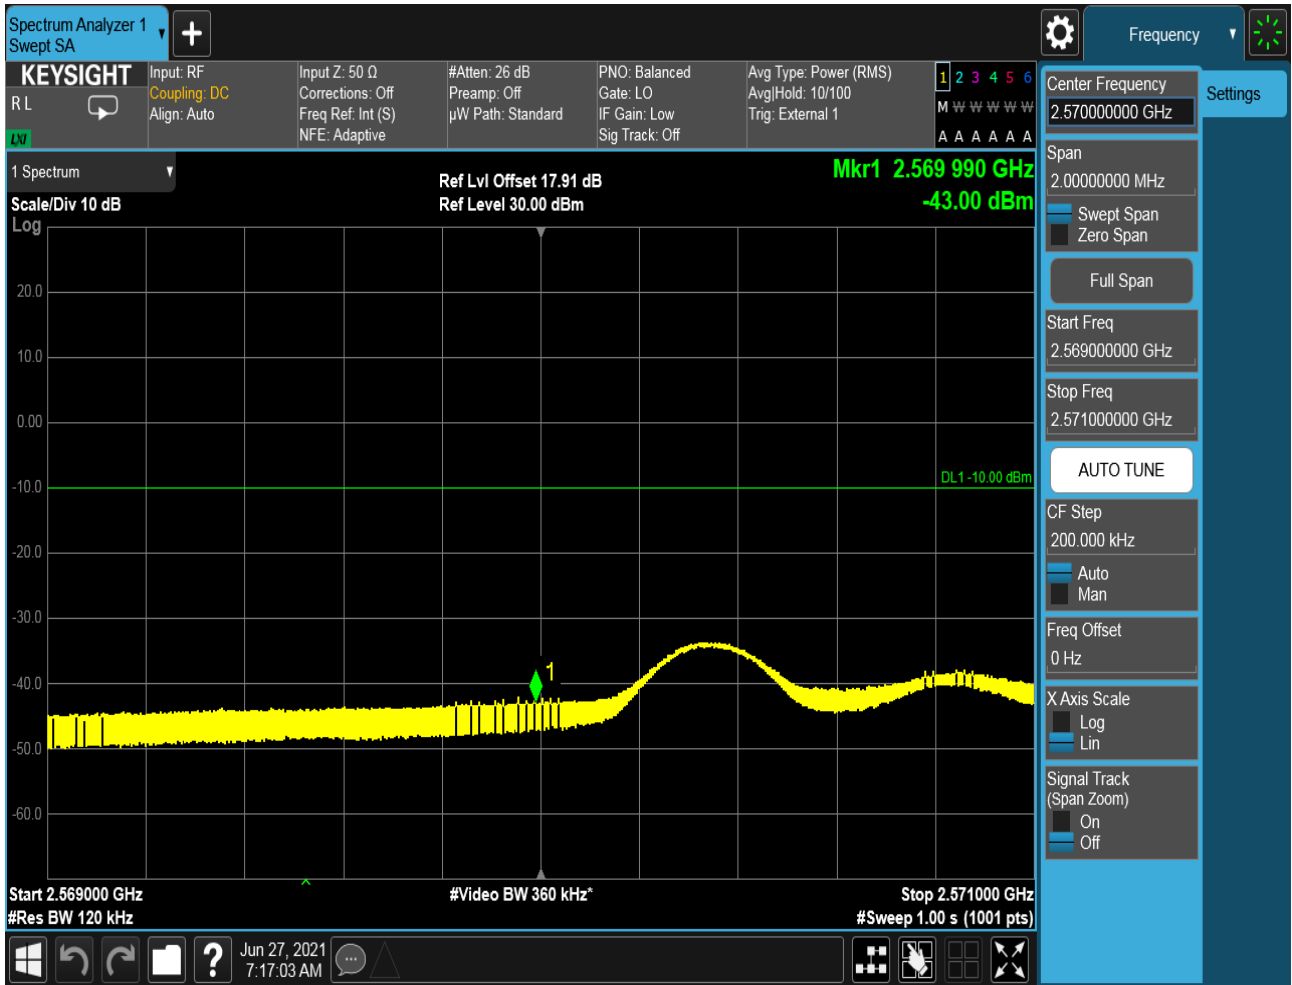 Spectrum Analyzer 1
Swept SA
Frequency
KEYSIGHT
R L
LXI
Input: RF
Coupling: DC
Align: Auto
Input Z: 50 Ω
Corrections: Off
Freq Ref: Int (S)
NFE: Adaptive
#Atten: 26 dB
Preamp: Off
µW Path: Standard
PNO: Balanced
Gate: LO
IF Gain: Low
Sig Track: Off
Avg Type: Power (RMS)
Avg|Hold: 10/100
Trig: External 1
1 2 3 4 5 6
M W W W W W
A A A A A A
1 Spectrum
Scale/Div 10 dB
Log
Ref Lvl Offset 17.91 dB
Ref Level 30.00 dBm
Mkr1 2.569 990 GHz
-43.00 dBm
20.0
10.0
0.00
-10.0
DL1 -10.00 dBm
-20.0
-30.0
1
-40.0
-50.0
-60.0
Start 2.569000 GHz
#Video BW 360 kHz*
Stop 2.571000 GHz
#Res BW 120 kHz
#Sweep 1.00 s (1001 pts)
?
Jun 27, 2021
7:17:03 AM
Center Frequency
2.570000000 GHz
Settings
Span
2.00000000 MHz
Swept Span
Zero Span
Full Span
Start Freq
2.569000000 GHz
Stop Freq
2.571000000 GHz
AUTO TUNE
CF Step
200.000 kHz
Auto
Man
Freq Offset
0 Hz
X Axis Scale
Log
Lin
Signal Track
(Span Zoom)
On
Off